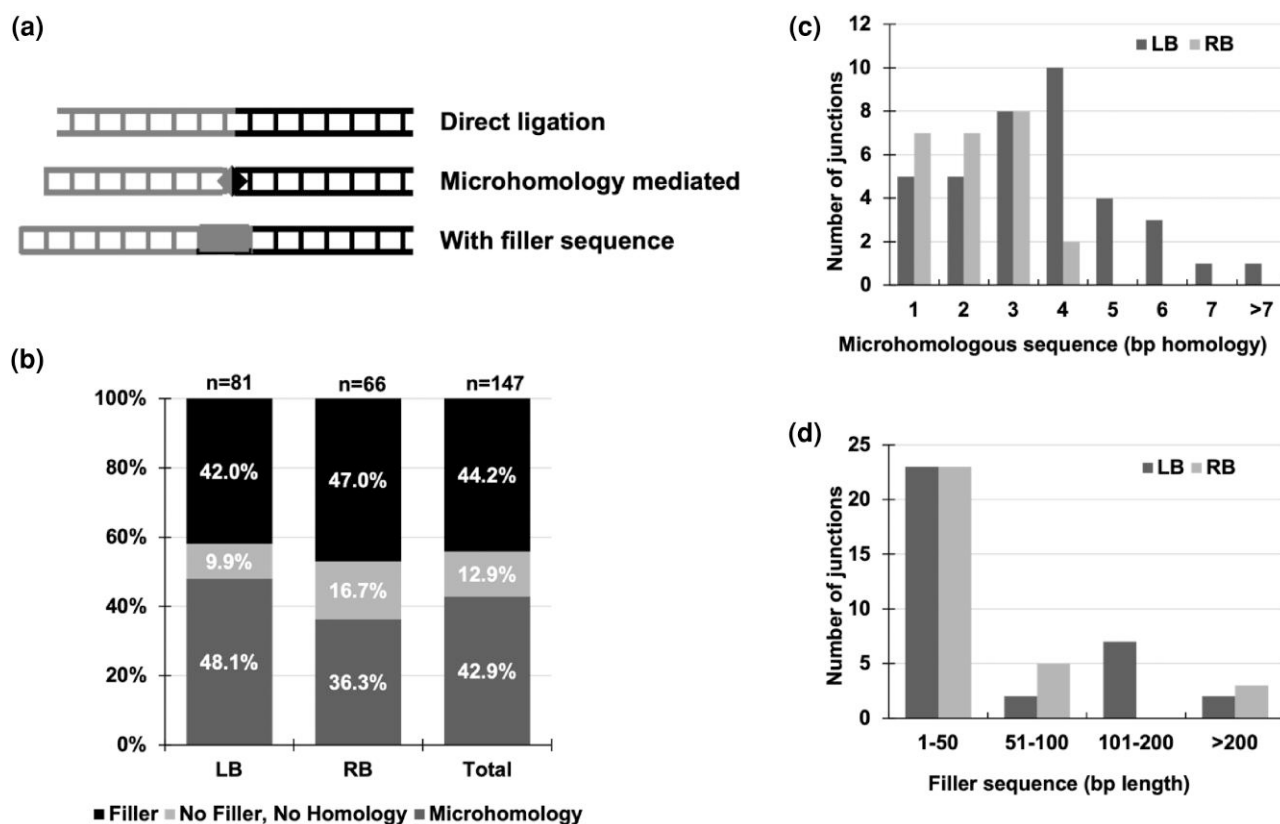 (a)
Direct ligation
Microhomology mediated
With filler sequence
(b)
n=81 n=66 n=147
100%
80%
60%
40%
20%
0%
42.0% 47.0% 44.2%
9.9% 16.7% 12.9%
48.1% 36.3% 42.9%
LB RB Total
Filler No Filler, No Homology Microhomology
(c)
LB RB
Number of junctions
12
10
8
6
4
2
0
1 2 3 4 5 6 7 >7
Microhomologous sequence (bp homology)
(d)
LB RB
Number of junctions
25
20
15
10
5
0
1-50 51-100 101-200 >200
Filler sequence (bp length)